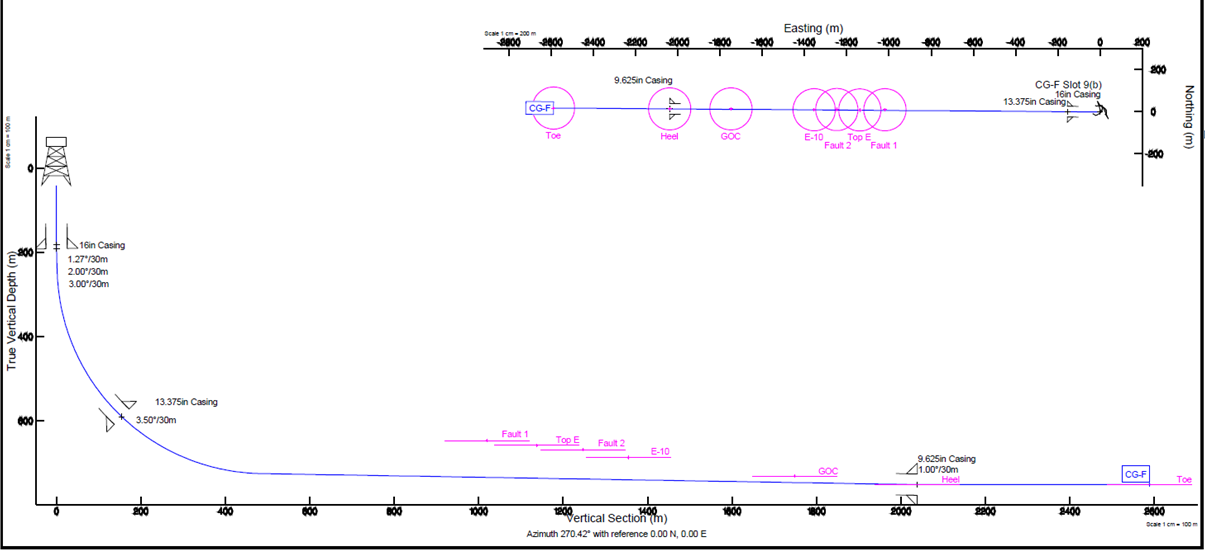 Easting (m)
Scale 1 cm = 200 m
-2800 -2600 -2400 -2200 -2000 -1800 -1600 -1400 -1200 -1000 -800 -600 -400 -200 0 200
9.625in Casing
CG-F Slot 9(b)
16in Casing
13.375in Casing
CG-F
200
0
-200
Northing (m)
Toe
Heel
GOC
E-10
Top E
Fault 2
Fault 1
Scale 1 cm = 100 m
0
200
400
600
True Vertical Depth (m)
16in Casing
1.27°/30m
2.00°/30m
3.00°/30m
13.375in Casing
3.50°/30m
Fault 1
Top E
Fault 2
E-10
GOC
9.625in Casing
1.00°/30m
Heel
CG-F
Toe
0 200 400 600 800 1000 1200 1400 1600 1800 2000 2200 2400 2600
Vertical Section (m)
Scale 1 cm = 100 m
Azimuth 270.42° with reference 0.00 N, 0.00 E